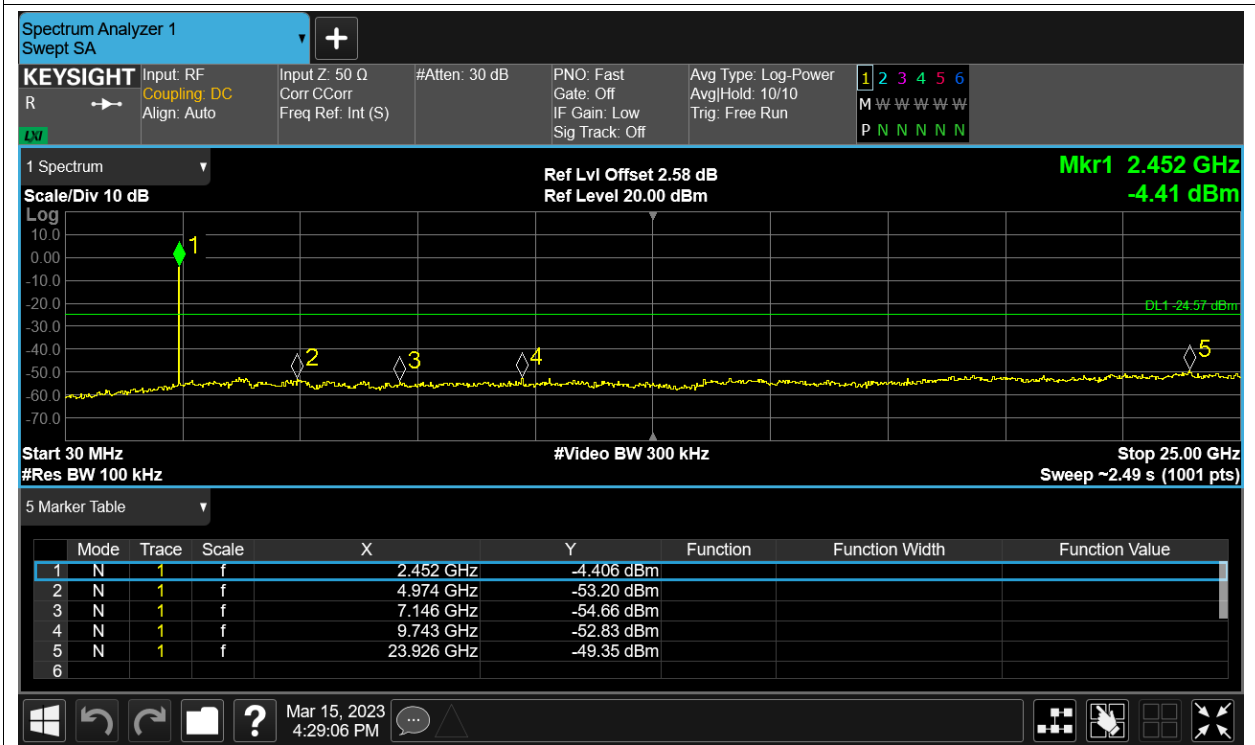 Spectrum Analyzer 1
Swept SA
KEYSIGHT
R
LXI
Input: RF
Coupling: DC
Align: Auto
Input Z: 50 Ω
Corr CCorr
Freq Ref: Int (S)
#Atten: 30 dB
PNO: Fast
Gate: Off
IF Gain: Low
Sig Track: Off
Avg Type: Log-Power
Avg|Hold: 10/10
Trig: Free Run
1 2 3 4 5 6
M W W W W W
P N N N N N
1 Spectrum
Scale/Div 10 dB
Ref Lvl Offset 2.58 dB
Ref Level 20.00 dBm
Mkr1 2.452 GHz
-4.41 dBm
Log
10.0
0.00
-10.0
-20.0
-30.0
-40.0
-50.0
-60.0
-70.0
1
2
3
4
5
DL1 -24.57 dBm
Start 30 MHz
#Video BW 300 kHz
Stop 25.00 GHz
#Res BW 100 kHz
Sweep ~2.49 s (1001 pts)
5 Marker Table
Mode Trace Scale X Y Function Function Width Function Value
1 N 1 f 2.452 GHz -4.406 dBm
2 N 1 f 4.974 GHz -53.20 dBm
3 N 1 f 7.146 GHz -54.66 dBm
4 N 1 f 9.743 GHz -52.83 dBm
5 N 1 f 23.926 GHz -49.35 dBm
6
?
Mar 15, 2023
4:29:06 PM